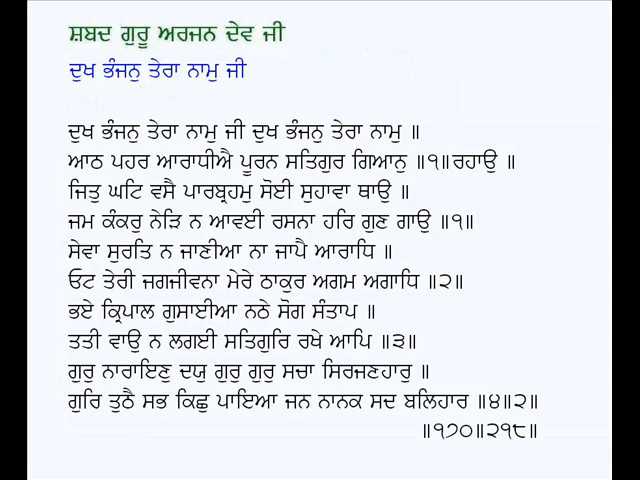 ਸ਼ਬਦ ਗੁਰੂ ਅਰਜਨ ਦੇਵ ਜੀ
ਦੁਖ ਭੰਜਨੁ ਤੇਰਾ ਨਾਮੁ ਜੀ
ਦੁਖ ਭੰਜਨੁ ਤੇਰਾ ਨਾਮੁ ਜੀ ਦੁਖ ਭੰਜਨੁ ਤੇਰਾ ਨਾਮੁ ॥
ਆਠ ਪਹਰ ਆਰਾਧੀਐ ਪੂਰਨ ਸਤਿਗੁਰ ਗਿਆਨੁ ॥੧॥ ਰਹਾਉ ॥
ਜਿਤੁ ਘਟਿ ਵਸੈ ਪਾਰਬ੍ਰਹਮੁ ਸੋਈ ਸੁਹਾਵਾ ਥਾਉ ॥
ਜਮ ਕੰਕਰੁ ਨੇੜਿ ਨ ਆਵਈ ਰਸਨਾ ਹਰਿ ਗੁਣ ਗਾਉ ॥੧॥
ਸੇਵਾ ਸੁਰਤਿ ਨ ਜਾਣੀਆ ਨਾ ਜਾਪੈ ਆਰਾਧਿ ॥
ਓਟ ਤੇਰੀ ਜਗਜੀਵਨਾ ਮੇਰੇ ਠਾਕੁਰ ਅਗਮ ਅਗਾਧਿ ॥੨॥
ਭਏ ਕ੍ਰਿਪਾਲ ਗੁਸਾਈਆ ਨਠੇ ਸੋਗ ਸੰਤਾਪ ॥
ਤਤੀ ਵਾਉ ਨ ਲਗਈ ਸਤਿਗੁਰਿ ਰਖੇ ਆਪਿ ॥੩॥
ਗੁਰੁ ਨਾਰਾਇਣੁ ਦਯੁ ਗੁਰੁ ਗੁਰੁ ਸਚਾ ਸਿਰਜਣਹਾਰੁ ॥
ਗੁਰਿ ਤੁਠੈ ਸਭ ਕਿਛੁ ਪਾਇਆ ਜਨ ਨਾਨਕ ਸਦ ਬਲਿਹਾਰ ॥੪॥੨॥
॥੧੭੦॥੨੧੮॥